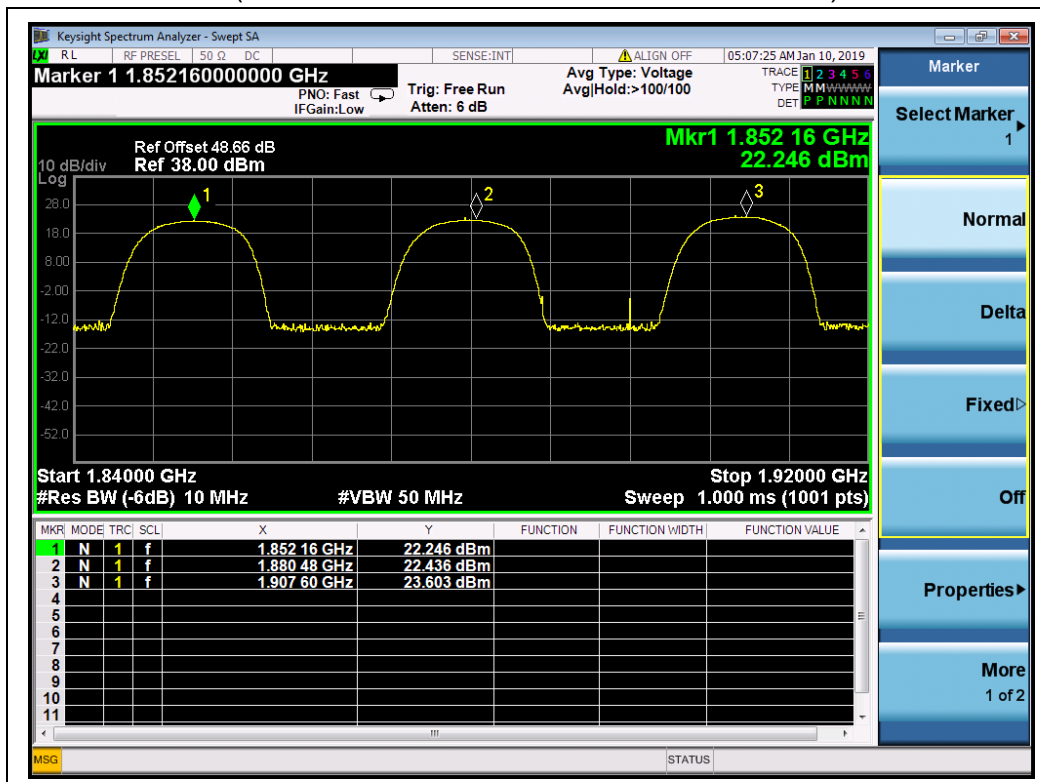 Keysight Spectrum Analyzer - Swept SA
LXI RL RF PRESEL 50 Ω DC SENSE:INT ALIGN OFF 05:07:25 AM Jan 10, 2019
Marker 1 1.852160000000 GHz
PNO: Fast
IFGain:Low
Trig: Free Run
Atten: 6 dB
Avg Type: Voltage
Avg|Hold:>100/100
TRACE 1 2 3 4 5 6
TYPE M M W W W W
DET P P N N N N
Mkr1 1.852 16 GHz
22.246 dBm
Ref Offset 48.66 dB
10 dB/div Ref 38.00 dBm
Log
28.0
18.0
8.00
-2.00
-12.0
-22.0
-32.0
-42.0
-52.0
1
2
3
Start 1.84000 GHz Stop 1.92000 GHz
#Res BW (-6dB) 10 MHz #VBW 50 MHz Sweep 1.000 ms (1001 pts)
MKR MODE TRC SCL X Y FUNCTION FUNCTION WIDTH FUNCTION VALUE
1 N 1 f 1.852 16 GHz 22.246 dBm
2 N 1 f 1.880 48 GHz 22.436 dBm
3 N 1 f 1.907 60 GHz 23.603 dBm
4
5
6
7
8
9
10
11
MSG STATUS
Marker
Select Marker
1
Normal
Delta
Fixed
Off
Properties
More
1 of 2